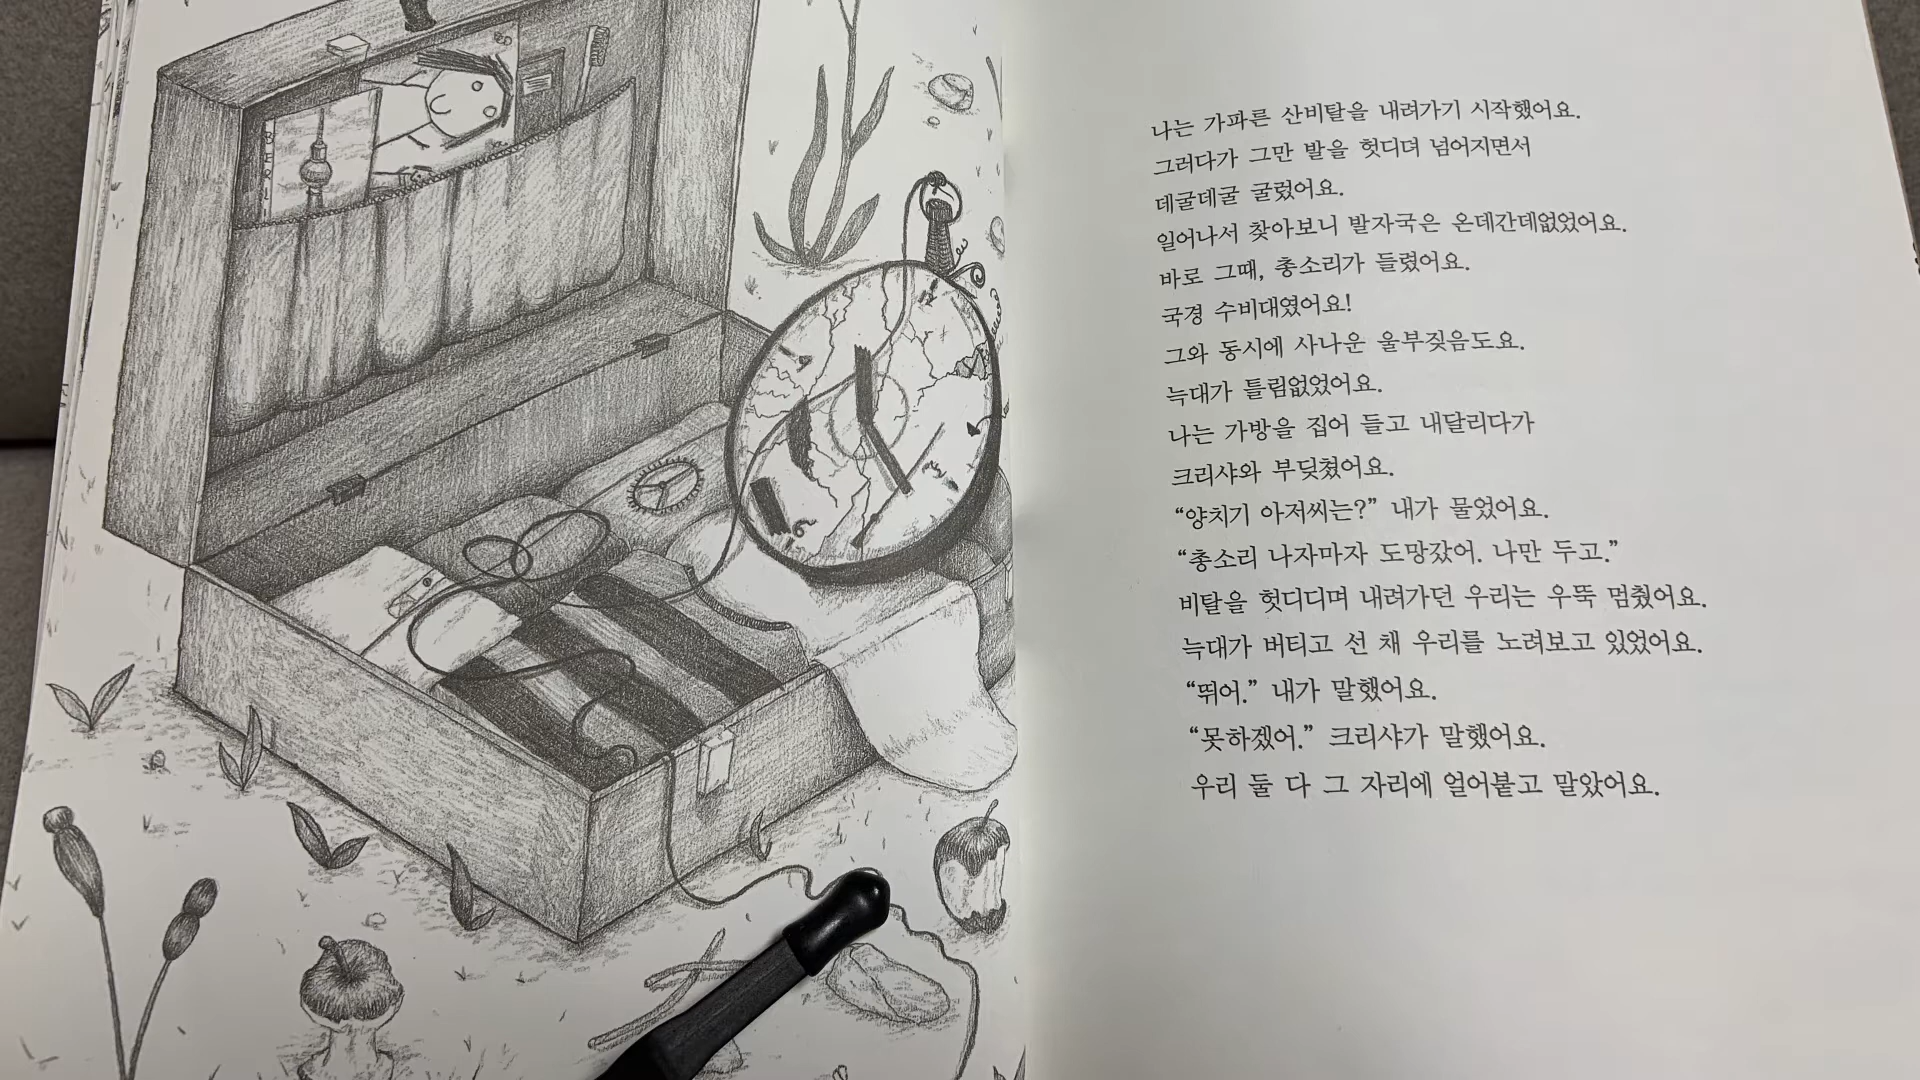 BERLI
나는 가파른 산비탈을 내려가기 시작했어요.
그러다가 그만 발을 헛디뎌 넘어지면서
데굴데굴 굴렀어요.
일어나서 찾아보니 발자국은 온데간데없었어요.
바로 그때, 총소리가 들렸어요.
국경 수비대였어요!
그와 동시에 사나운 울부짖음도요.
늑대가 틀림없었어요.
나는 가방을 집어 들고 내달리다가
크리샤와 부딪쳤어요.
“양치기 아저씨는?” 내가 물었어요.
“총소리 나자마자 도망갔어. 나만 두고.”
비탈을 헛디디며 내려가던 우리는 우뚝 멈췄어요.
늑대가 버티고 선 채 우리를 노려보고 있었어요.
“뛰어.” 내가 말했어요.
“못하겠어.” 크리샤가 말했어요.
우리 둘 다 그 자리에 얼어붙고 말았어요.